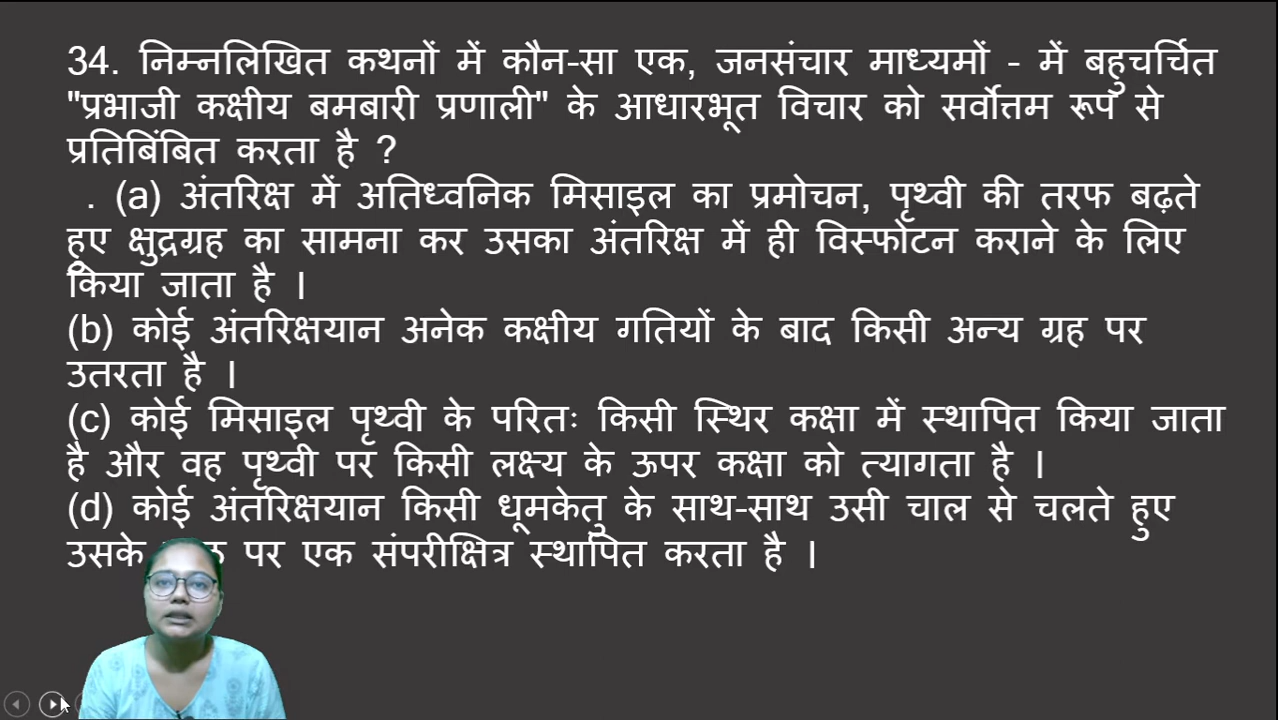 34. निम्नलिखित कथनों में कौन-सा एक, जनसंचार माध्यमों - में बहुचर्चित
"प्रभाजी कक्षीय बमबारी प्रणाली" के आधारभूत विचार को सर्वोत्तम रूप से
प्रतिबिंबित करता है ?
. (a) अंतरिक्ष में अतिध्वनिक मिसाइल का प्रमोचन, पृथ्वी की तरफ बढ़ते
हुए क्षुद्रग्रह का सामना कर उसका अंतरिक्ष में ही विस्फोटन कराने के लिए
किया जाता है ।
(b) कोई अंतरिक्षयान अनेक कक्षीय गतियों के बाद किसी अन्य ग्रह पर
उतरता है ।
(c) कोई मिसाइल पृथ्वी के परितः किसी स्थिर कक्षा में स्थापित किया जाता
है और वह पृथ्वी पर किसी लक्ष्य के ऊपर कक्षा को त्यागता है ।
(d) कोई अंतरिक्षयान किसी धूमकेतु के साथ-साथ उसी चाल से चलते हुए
उसके पर एक संपरीक्षित्र स्थापित करता है ।